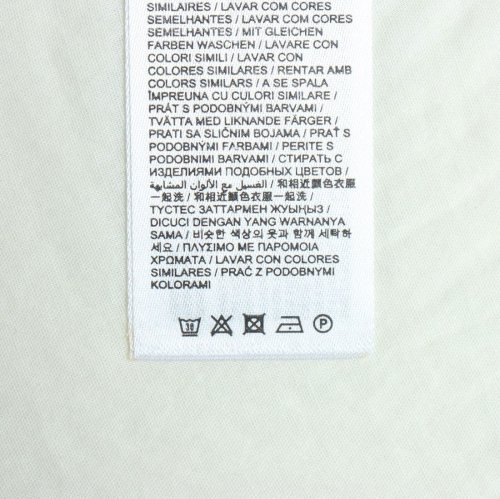 SIMILAIRES / LAVAR COM CORES
SEMELHANTES / LAVAR COM CORES
SEMELHANTES / MIT GLEICHEN
FARBEN WASCHEN / LAVARE CON
COLORI SIMILI / LAVAR CON
COLORES SIMILARES / RENTAR AMB
COLORS SIMILARS / A SE SPALA
ÎMPREUNA CU CULORI SIMILARE /
PRÁT S PODOBNÝMI BARVAMI /
TVÄTTA MED LIKNANDE FÄRGER /
PRATI SA SLIČNIM BOJAMA / PRAŤ S
PODOBNÝMI FARBAMI / PERITE S
PODOBNIMI BARVAMI / СТИРАТЬ С
ИЗДЕЛИЯМИ ПОДОБНЫХ ЦВЕТОВ /
الغسيل مع الألوان المشابهة / 和相近顏色衣服
一起洗 / 和相近顏色衣服一起洗 /
ТҮСТЕС ЗАТТАРМЕН ЖУЫҢЫЗ /
DICUCI DENGAN YANG WARNANYA
SAMA / 비슷한 색상의 옷과 함께 세탁하
세요 / ΠΛΥΣΙΜΟ ΜΕ ΠΑΡΟΜΟΙΑ
ΧΡΩΜΑΤΑ / LAVAR CON COLORES
SIMILARES / PRAĆ Z PODOBNYMI
KOLORAMI
30 P